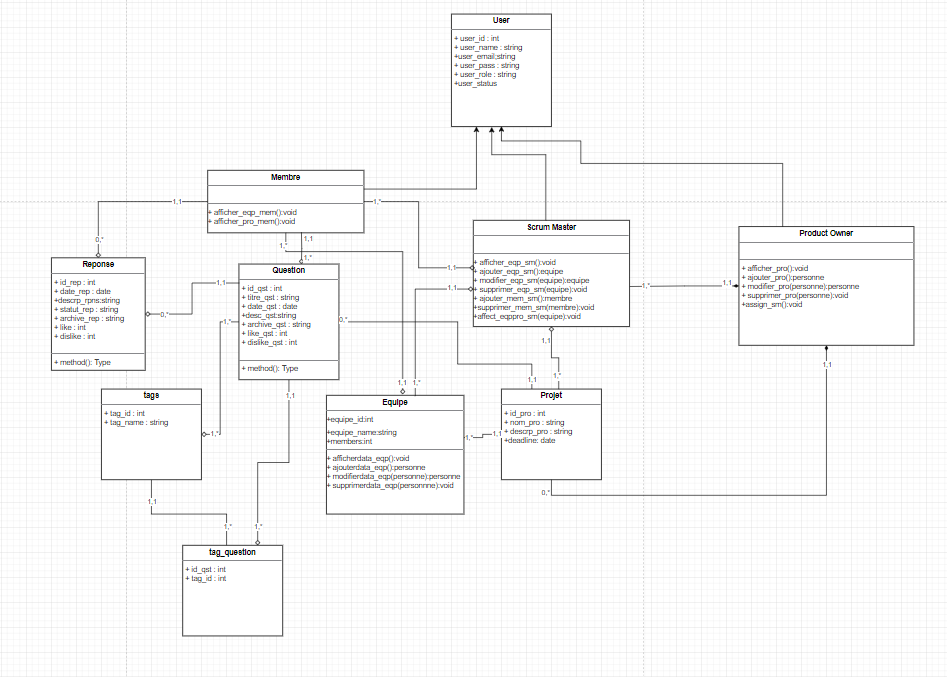 User
+ user_id : int
+ user_name : string
+user_email:string
+ user_pass : string
+ user_role : string
+user_status
Membre
+ afficher_eqp_mem():void
+ afficher_pro_mem():void
Scrum Master
+ afficher_eqp_sm():void
+ ajouter_eqp_sm():equipe
+ modifier_eqp_sm(equipe):equipe
+ supprimer_eqp_sm(equipe):void
+ ajouter_mem_sm():membre
+supprimer_mem_sm(membre):void
+affect_eqppro_sm(equipe):void
Product Owner
+ afficher_pro():void
+ ajouter_pro():personne
+ modifier_pro(personne):personne
+ supprimer_pro(personne):void
+assign_sm():void
Reponse
+ id_rep : int
+ date_rep : date
+descrp_rpns:string
+ statut_rep : string
+ archive_rep : string
+ like : int
+ dislike : int
+ method(): Type
Question
+ id_qst : int
+ titre_qst : string
+ date_qst : date
+desc_qst:string
+ archive_qst : string
+ like_qst : int
+ dislike_qst : int
+ method(): Type
tags
+ tag_id : int
+ tag_name : string
Equipe
+equipe_id:int
+equipe_name:string
+members:int
+ afficherdata_eqp():void
+ ajouterdata_eqp():personne
+ modifierdata_eqp(personne):personne
+ supprimerdata_eqp(personnne):void
Projet
+ id_pro : int
+ nom_pro : string
+ descrp_pro : string
+deadline: date
tag_question
+ id_qst : int
+ tag_id : int
1,1
0,*
1,*
1,*
1,1
1,*
1,1
1,1
1,*
1,1
1,1
0,*
1,*
0,*
1,1
1,*
1,1
1,1
1,*
1,1
1,*
1,*
1,1
1,*
1,1
0,*
1,1
1,1
1,*
1,*